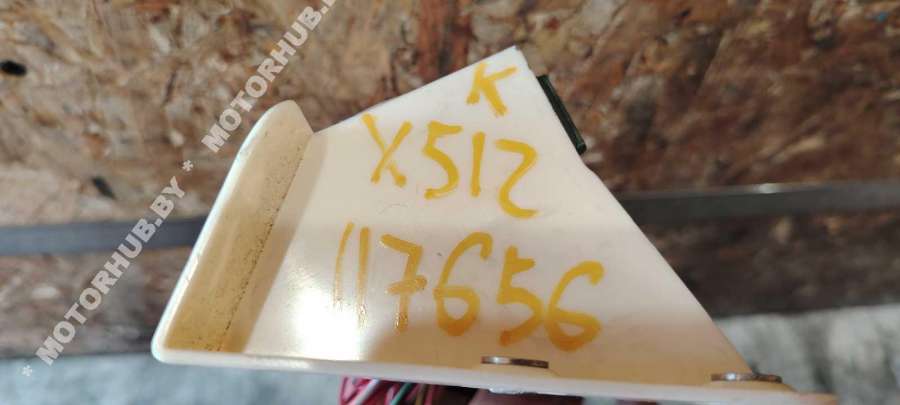 K
X512
117656
* MOTORHUB.BY * MOTORHUB.BY *